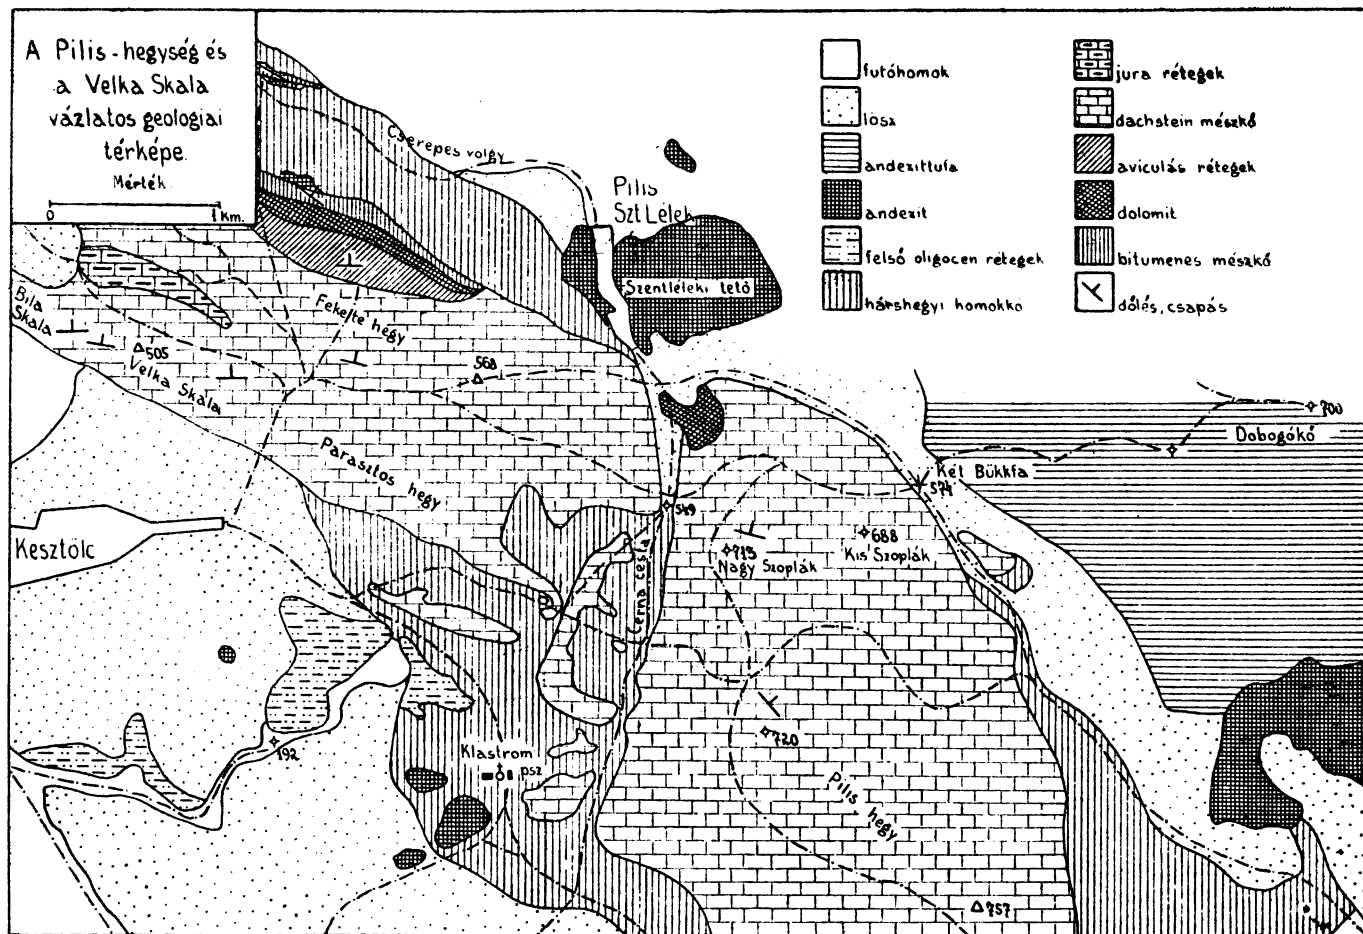 A Pilis-hegység és
a Velka Skala
vázlatos geologiai
térképe.
Mérték
0 1 Km.
futóhomok
lösz
andezittufa
andezit
felső oligocen rétegek
hárshegyi homokkő
jura rétegek
dachstein mészkő
aviculás rétegek
dolomit
bitumenes mészkő
dőlés, csapás
Cserepes völgy
Pilis
Szt Lélek
Szentléleki tető
Bila
Skala
505
Velka Skala
Fekete hegy
568
Parasztos hegy
Kesztölc
549
Černa cesta
713
Nagy Szoplák
688
Kis Szoplák
Két Bükkfa
574
700
Dobogókő
192
Klastrom
psz
720
Pilis hegy
757